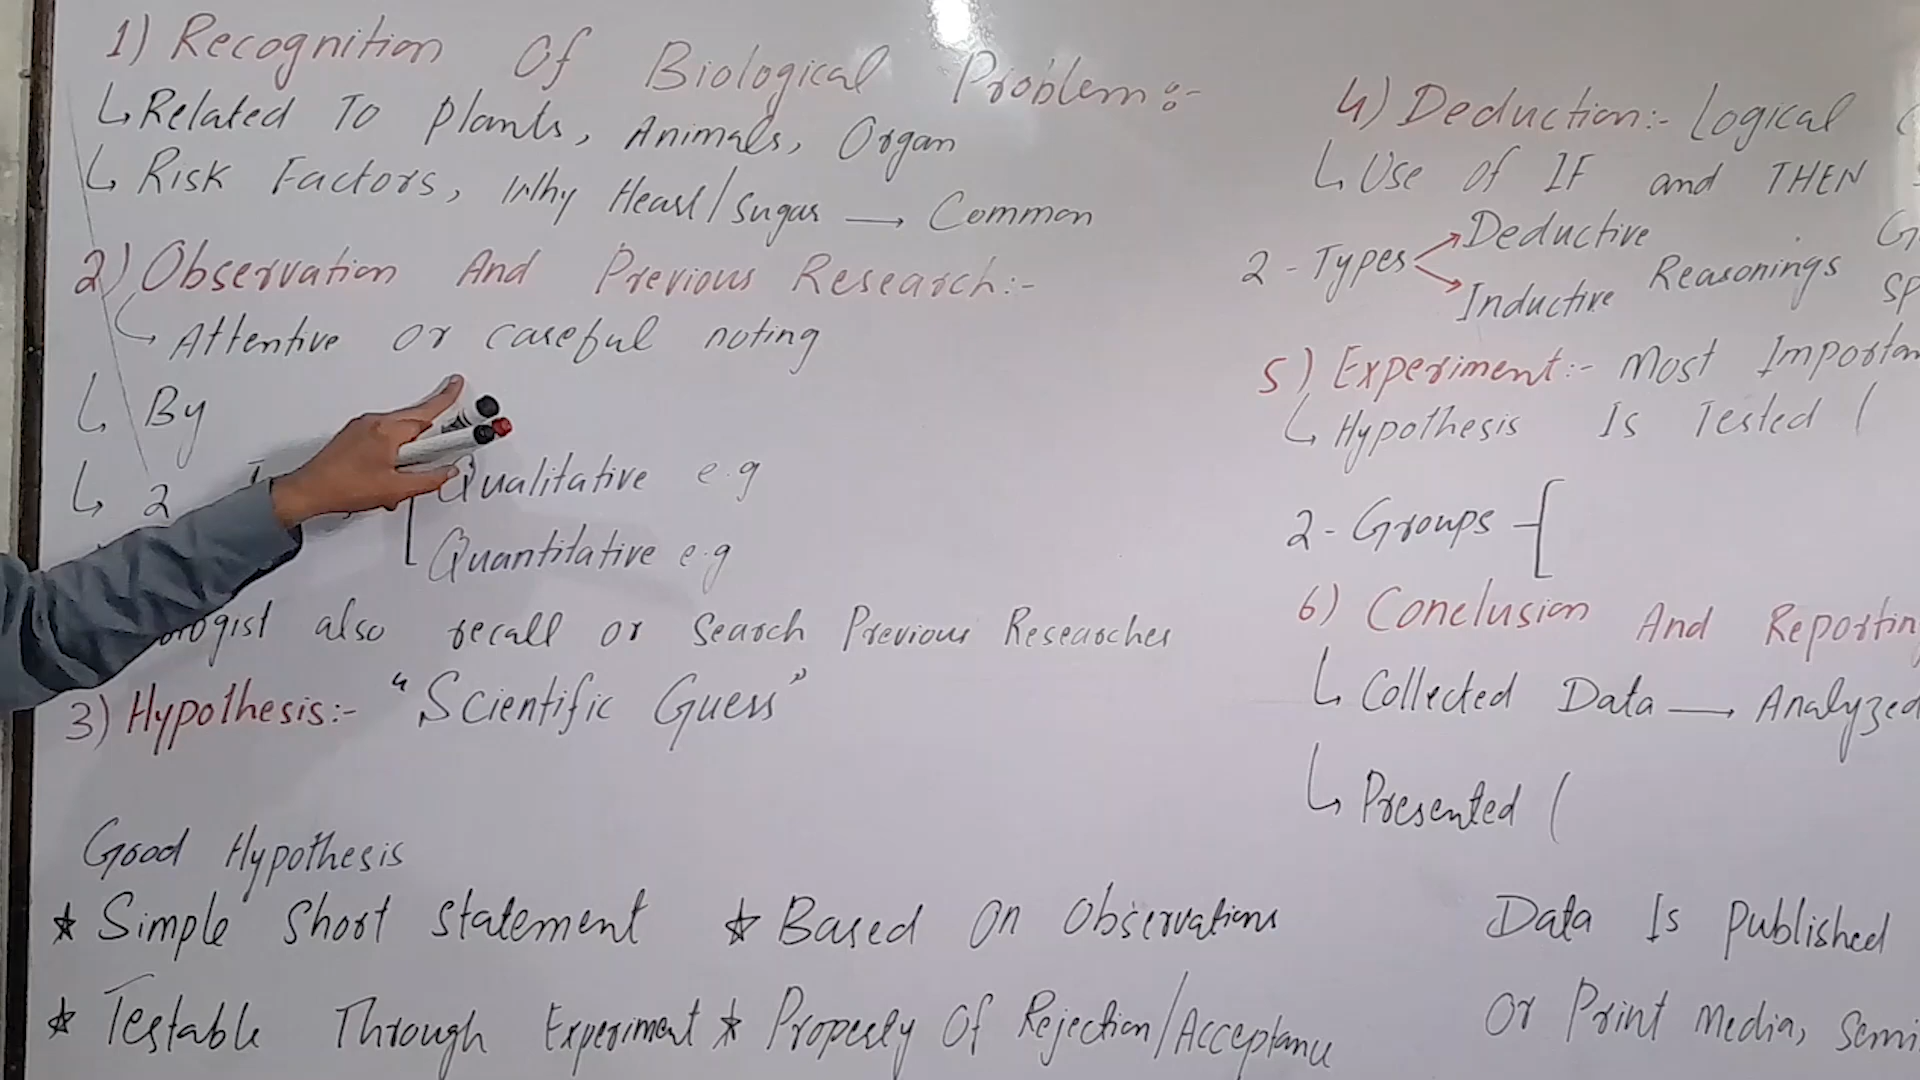 1) Recognition Of Biological Problem:-
↳ Related To Plants, Animals, Organ
↳ Risk Factors, Why Heart/Sugar → Common
2) Observation And Previous Research:-
↳ Attentive or careful noting
↳ By
↳ 2
Qualitative e.g
Quantitative e.g
also recall or Search Previous Researches
3) Hypothesis:- "Scientific Guess"
Good Hypothesis
★ Simple Short Statement ★ Based On Observations
★ Testable Through Experiment ★ Property Of Rejection/Acceptance
4) Deduction:- Logical
↳ Use of IF and THEN
2 - Types Deductive
Inductive Reasonings
5) Experiment:- Most
↳ Hypothesis Is Tested (
2 - Groups
6) Conclusion And
↳ Collected Data → Analyzed
↳ Presented (
Data Is Published
Or Print Media,